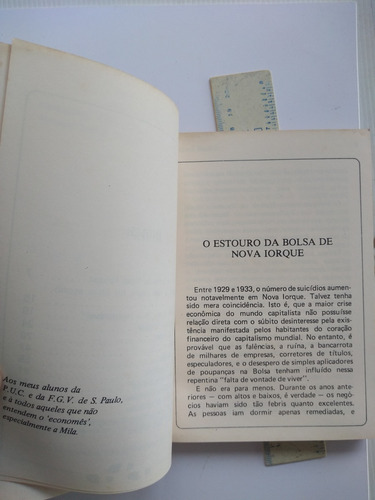 Aos meus alunos da
P.U.C. e da F.G.V. de S. Paulo,
e à todos aqueles que não
entendem o 'economês',
especialmente a Mila.
O ESTOURO DA BOLSA DE
NOVA IORQUE
Entre 1929 e 1933, o número de suicídios aumen-
tou notavelmente em Nova Iorque. Talvez tenha
sido mera coincidência. Isto é, que a maior crise
econômica do mundo capitalista não possuísse
relação direta com o súbito desinteresse pela exis-
tência manifestada pelos habitantes do coração
financeiro do capitalismo mundial. No entanto, é
provável que as falências, a ruína, a bancarrota
de milhares de empresas, corretores de títulos,
especuladores, e o desespero de simples aplicadores
de poupanças na Bolsa tenham influído nessa
repentina "falta de vontade de viver".
E não era para menos. Durante os anos ante-
riores — com altos e baixos, é verdade — os negó-
cios haviam sido tão febris quanto excelentes.
As pessoas iam dormir apenas remediadas, e